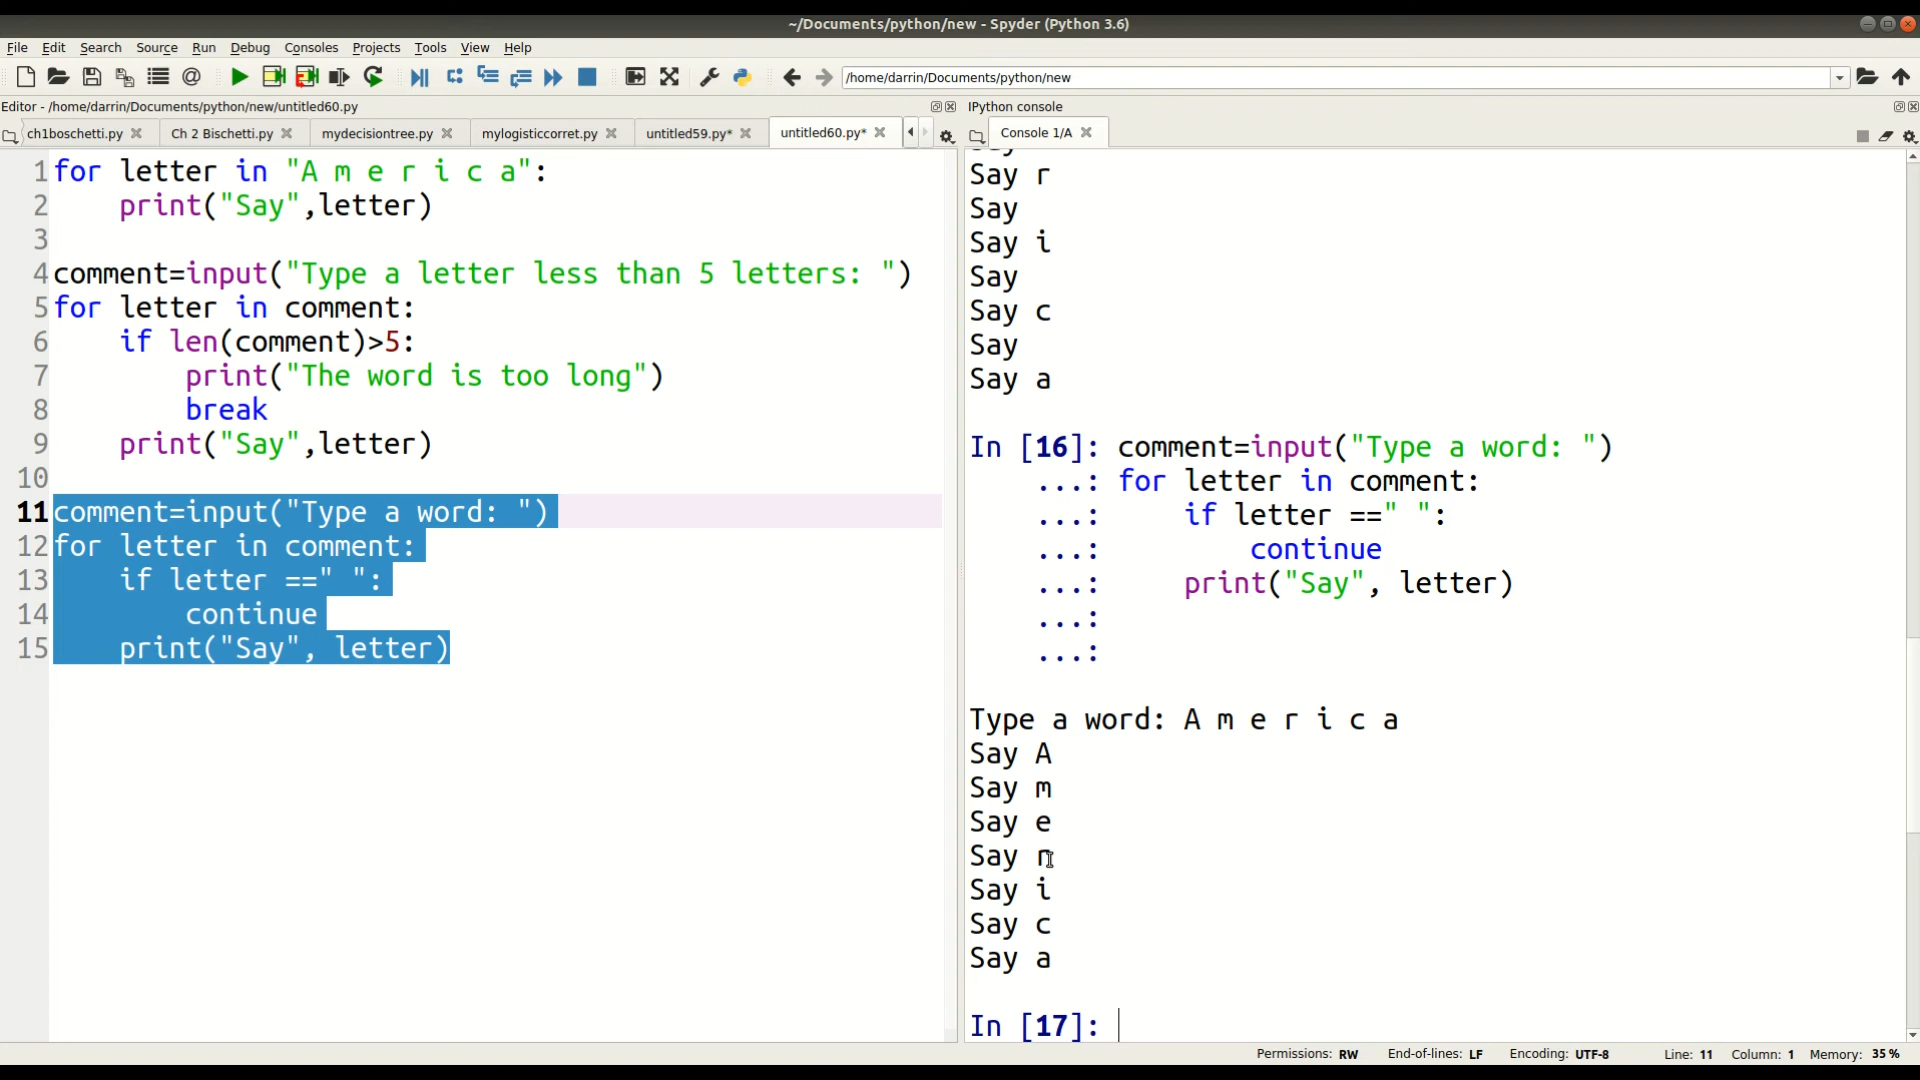 ~/Documents/python/new - Spyder (Python 3.6)
File Edit Search Source Run Debug Consoles Projects Tools View Help
/home/darrin/Documents/python/new
Editor - /home/darrin/Documents/python/new/untitled60.py
ch1boschetti.py Ch 2 Bischetti.py mydecisiontree.py mylogisticcorret.py untitled59.py* untitled60.py*
1 for letter in "A m e r i c a":
2     print("Say",letter)
3
4 comment=input("Type a letter less than 5 letters: ")
5 for letter in comment:
6     if len(comment)>5:
7         print("The word is too long")
8         break
9     print("Say",letter)
10
11 comment=input("Type a word: ")
12 for letter in comment:
13     if letter ==" ":
14         continue
15     print("Say", letter)
IPython console
Console 1/A
Say r
Say
Say i
Say
Say c
Say
Say a
In [16]: comment=input("Type a word: ")
...: for letter in comment:
...:     if letter ==" ":
...:         continue
...:     print("Say", letter)
...:
...:
Type a word: A m e r i c a
Say A
Say m
Say e
Say r
Say i
Say c
Say a
In [17]:
Permissions: RW End-of-lines: LF Encoding: UTF-8 Line: 11 Column: 1 Memory: 35 %